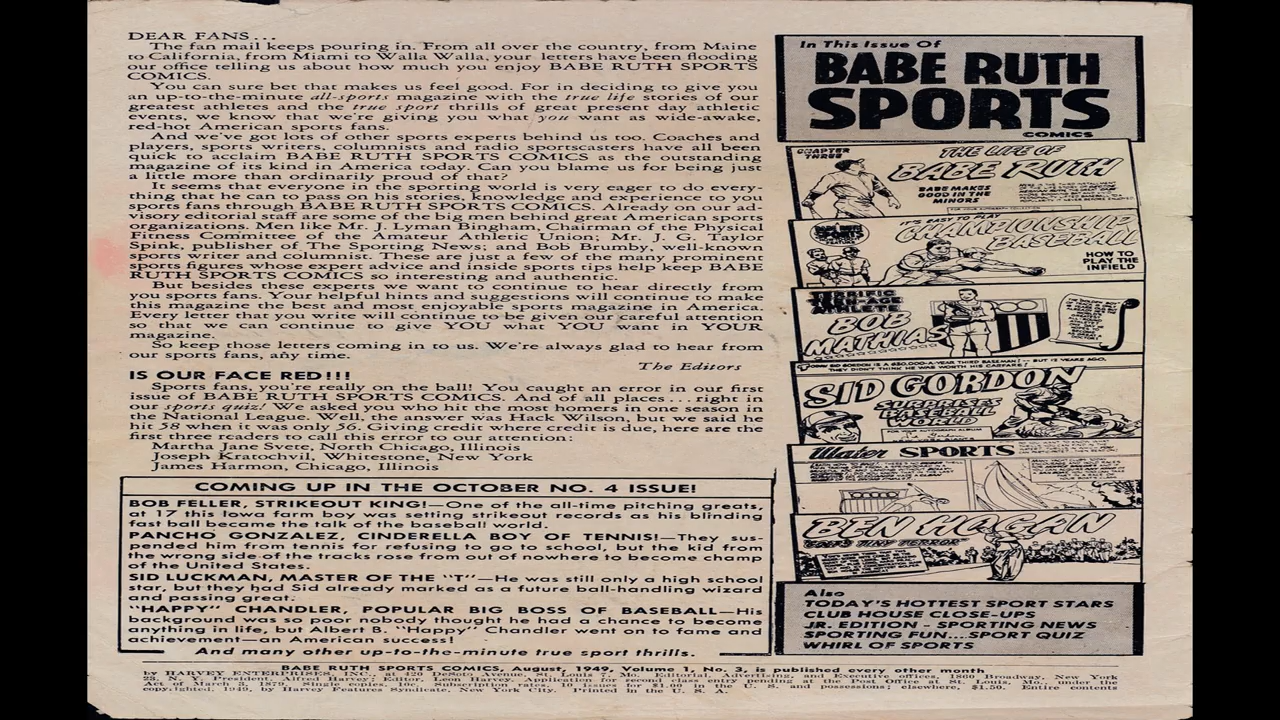 DEAR FANS...
The fan mail keeps pouring in. From all over the country, from Maine
to California, from Miami to Walla Walla, your letters have been flooding
our office telling us about how much you enjoy BABE RUTH SPORTS
COMICS.
You can sure bet that makes us feel good. For in deciding to give you
an up-to-the-minute all-sports magazine with the true life stories of our
greatest athletes and the true sport thrills of great present day athletic
events, we know that we're giving you what you want as wide-awake,
red-hot American sports fans.
And we've got lots of other sports experts behind us too. Coaches and
players, sports writers, columnists and radio sportscasters have all been
quick to acclaim BABE RUTH SPORTS COMICS as the outstanding
magazine of its kind in America today. Can you blame us for being just
a little more than ordinarily proud of that?
It seems that everyone in the sporting world is very eager to do every-
thing that he can to pass on his stories, knowledge and experience to you
sports fans through BABE RUTH SPORTS COMICS. Already on our ad-
visory editorial staff are some of the big men behind great American sports
organizations. Men like Mr. J. Lyman Bingham, Chairman of the Physical
Fitness Committee of the Amateur Athletic Union; Mr. J. G. Taylor
Spink, publisher of The Sporting News; and Bob Brumby, well-known
sports writer and columnist. These are just a few of the many prominent
sports figures whose expert advice and inside sports tips help keep BABE
RUTH SPORTS COMICS so interesting and authentic.
But besides these experts we want to continue to hear directly from
you sports fans. Your helpful hints and suggestions will continue to make
this magazine the best and most enjoyable sports magazine in America.
Every letter that you write will continue to be given our careful attention
so that we can continue to give YOU what YOU want in YOUR
magazine.
So keep those letters coming in to us. We're always glad to hear from
our sports fans, any time.
The Editors
IS OUR FACE RED!!!
Sports fans, you're really on the ball! You caught an error in our first
issue of BABE RUTH SPORTS COMICS. And of all places...right in
our sports quiz! We asked you who hit the most homers in one season in
the National League. Well, the answer was Hack Wilson, but we said he
hit 58 when it was only 56. Giving credit where credit is due, here are the
first three readers to call this error to our attention:
Martha Jane Svete, North Chicago, Illinois
Joseph Kratochvil, Whitestone, New York
James Harmon, Chicago, Illinois
COMING UP IN THE OCTOBER NO. 4 ISSUE!
BOB FELLER, STRIKEOUT KING!—One of the all-time pitching greats,
at 17 this Iowa farm boy was setting strikeout records as his blinding
fast ball became the talk of the baseball world.
PANCHO GONZALEZ, CINDERELLA BOY OF TENNIS!—They sus-
pended him from tennis for refusing to go to school, but the kid from
the wrong side of the tracks rose from out of nowhere to become champ
of the United States.
SID LUCKMAN, MASTER OF THE "T"—He was still only a high school
star, but they had Sid already marked as a future ball-handling wizard
and passing great.
"HAPPY" CHANDLER, POPULAR BIG BOSS OF BASEBALL—His
background was so poor nobody thought he had a chance to become
anything in life, but Albert B. "Happy" Chandler went on to fame and
achievement—an American success!
And many other up-to-the-minute true sport thrills.
In This Issue Of
BABE RUTH
SPORTS
COMICS
CHAPTER
THREE
THE LIFE OF
BABE RUTH
BABE MAKES
GOOD IN THE
MINORS
IT'S EASY TO PLAY
CHAMPIONSHIP
BASEBALL
HOW TO
PLAY THE
INFIELD
TERRIFIC
TEEN-AGE
ATHLETE
BOB
MATHIAS
A YEAR THIRD BASEMAN! -- BUT 12 YEARS AGO,
THEY DIDN'T THINK HE WAS WORTH HIS CARFARE!
SID GORDON
SURPRISES
BASEBALL
WORLD
Water SPORTS
BEN HOGAN
TINY TERROR
Also
TODAY'S HOTTEST SPORT STARS
CLUB HOUSE CLOSE-UPS
JR. EDITION - SPORTING NEWS
SPORTING FUN...SPORT QUIZ
WHIRL OF SPORTS
BABE RUTH SPORTS COMICS, August, 1949, Volume 1, No. 3, is published every other month
by HARVEY ENTERPRISES, INC., at 420 DeSoto Avenue, St. Louis 7, Mo. Editorial, Advertising, and Executive offices, 1860 Broadway, New York
23, N. Y. President, Alfred Harvey; Editor, Leon Harvey. Application for second class entry pending at the Post Office at St. Louis, Mo., under the
Act of March 3, 1879. Single copies, 10c. Subscription rates, 10 issues for $1.00 in the U. S. and possessions; elsewhere, $1.50. Entire contents
copyrighted, 1949, by Harvey Features Syndicate, New York City. Printed in the U. S. A.